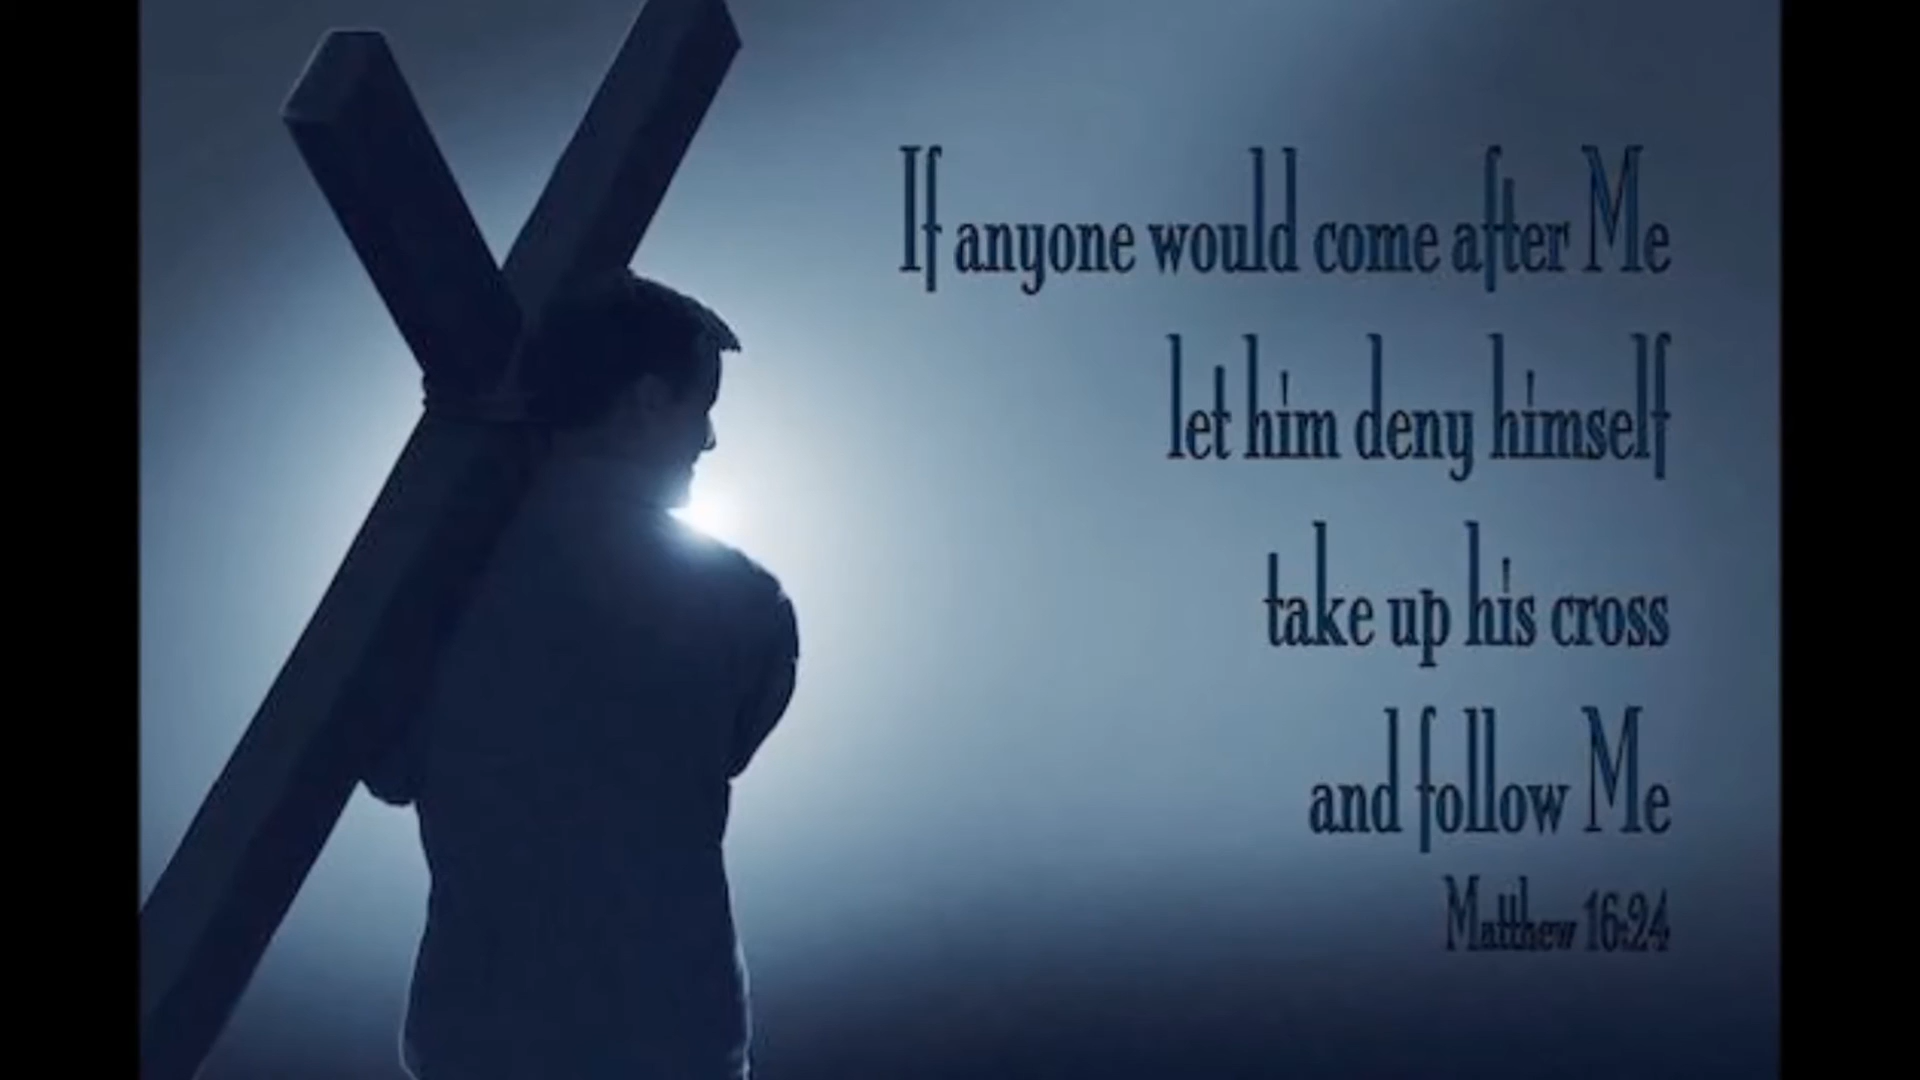 If anyone would come after Me
let him deny himself
take up his cross
and follow Me
Matthew 16:24